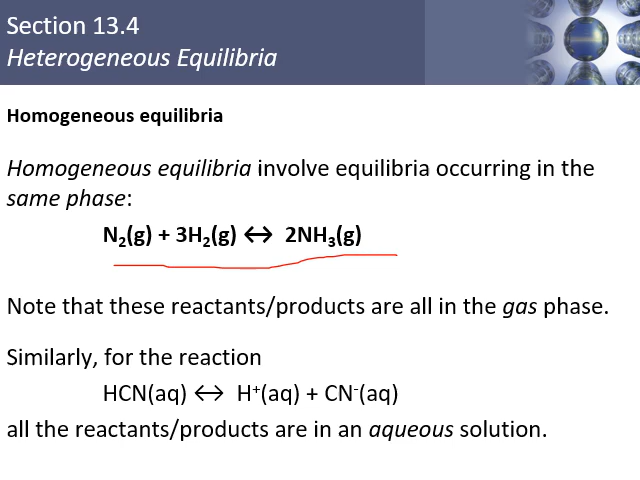 Section 13.4
Heterogeneous Equilibria
Homogeneous equilibria
Homogeneous equilibria involve equilibria occurring in the
same phase:
N₂(g) + 3H₂(g) ↔ 2NH₃(g)
Note that these reactants/products are all in the gas phase.
Similarly, for the reaction
HCN(aq) ↔ H⁺(aq) + CN⁻(aq)
all the reactants/products are in an aqueous solution.